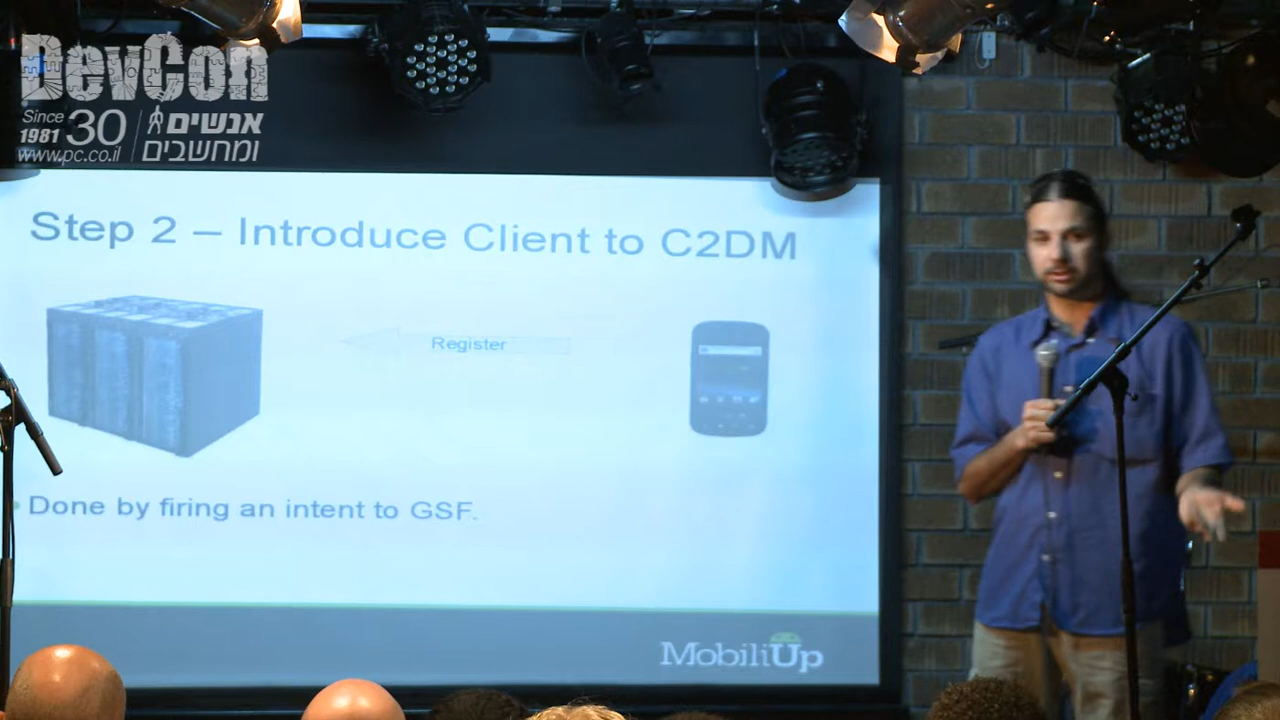 DevCon
Since
1981
30
אנשים
ומחשבים
www.pc.co.il
Step 2 – Introduce Client to C2DM
Register
Done by firing an intent to GSF.
MobiliUp